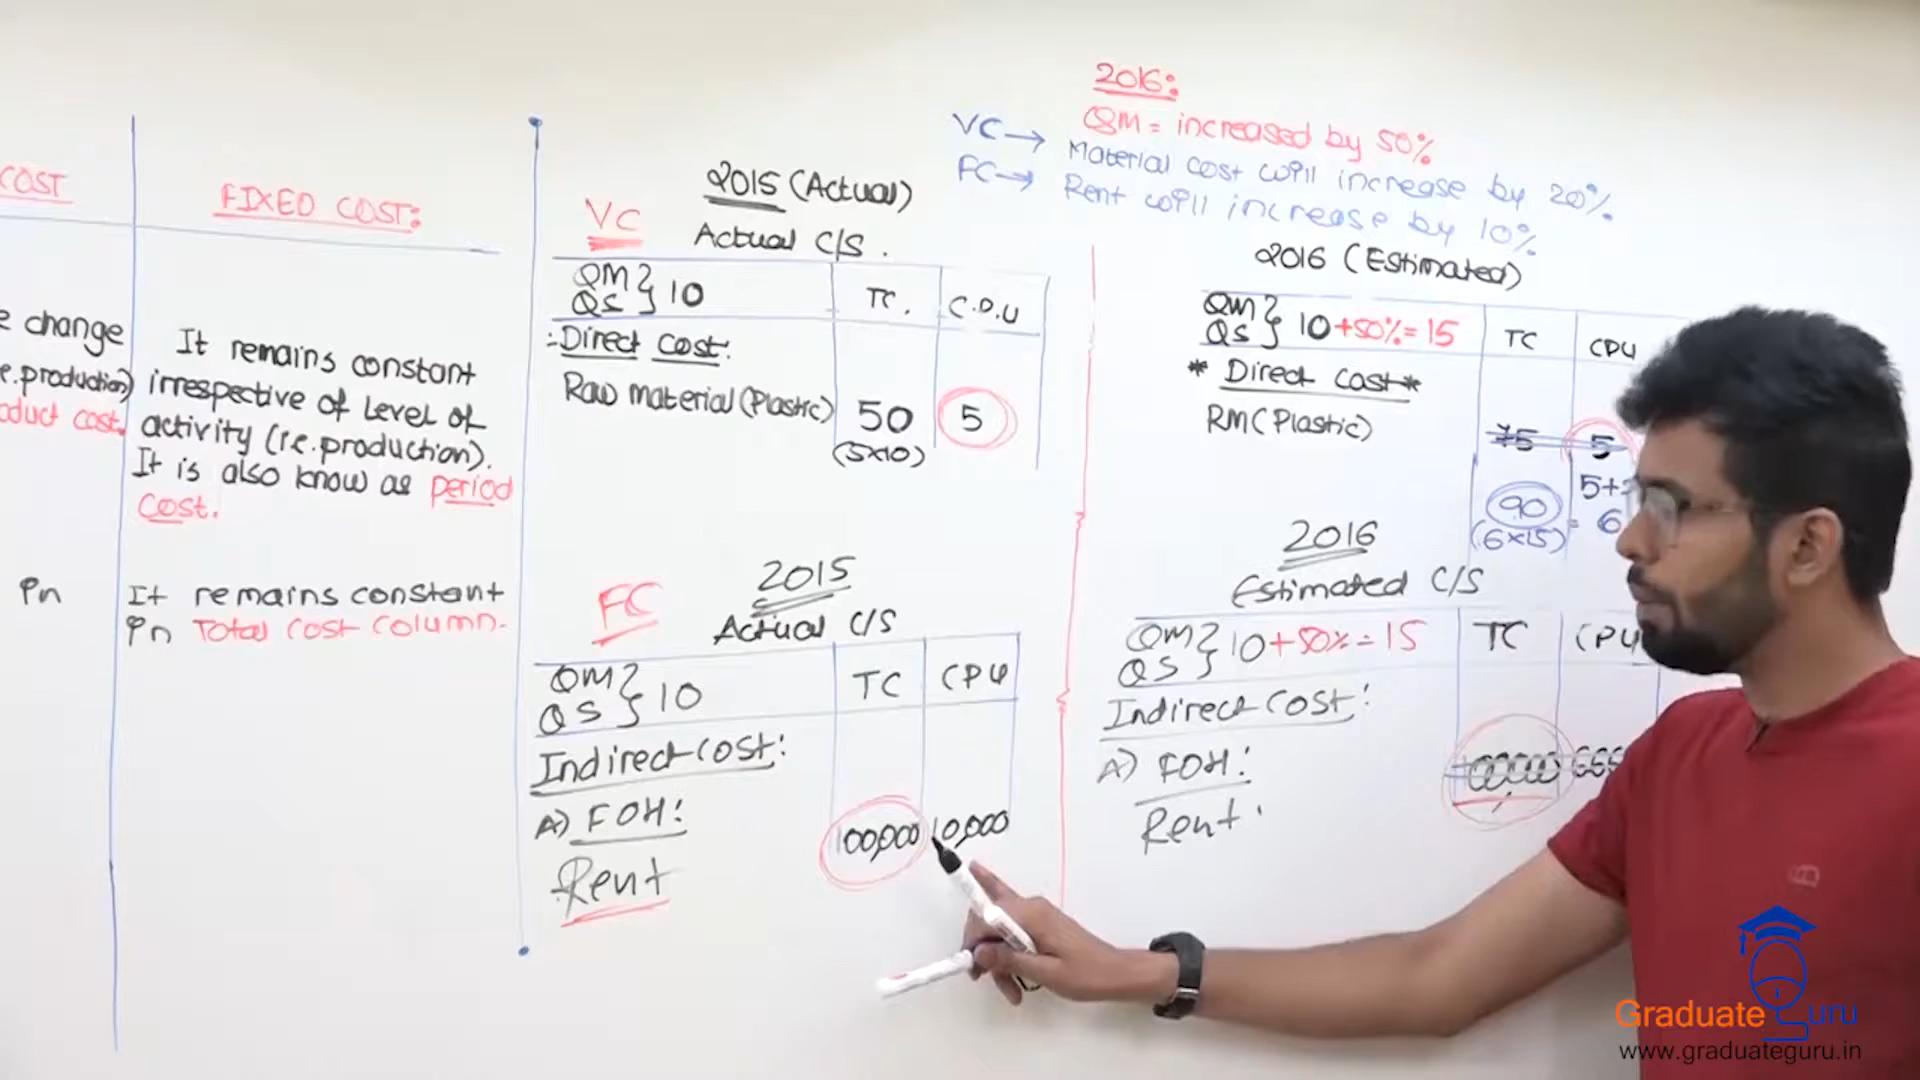 COST
FIXED COST:
change
e.production)
oduct cost.
It remains constant
irrespective of Level of
activity (i.e.production).
It is also know as period
cost.
in
It remains constant
in Total cost column.
2016:
QM = increased by 50%
VC → Material cost will increase by 20%
FC → Rent will increase by 10%
2015 (Actual)
VC
Actual C/S.
QM} 10
QS
TC.
C.P.U
Direct cost:
Raw material (Plastic)
50
5
(5x10)
2016 (Estimated)
QM} 10+50%=15
QS
TC
CPU
* Direct cost *
RM (Plastic)
75
5
90
5+
(6x15)
= 6
2015
FC
Actual C/S
QM} 10
QS
TC
CPU
Indirect cost:
A) FOH:
Rent
100,000
10,000
2016
Estimated C/S
QM} 10+50%=15
QS
TC
CPU
Indirect cost:
A) FOH:
Rent
100,000
Graduate Guru
www.graduateguru.in